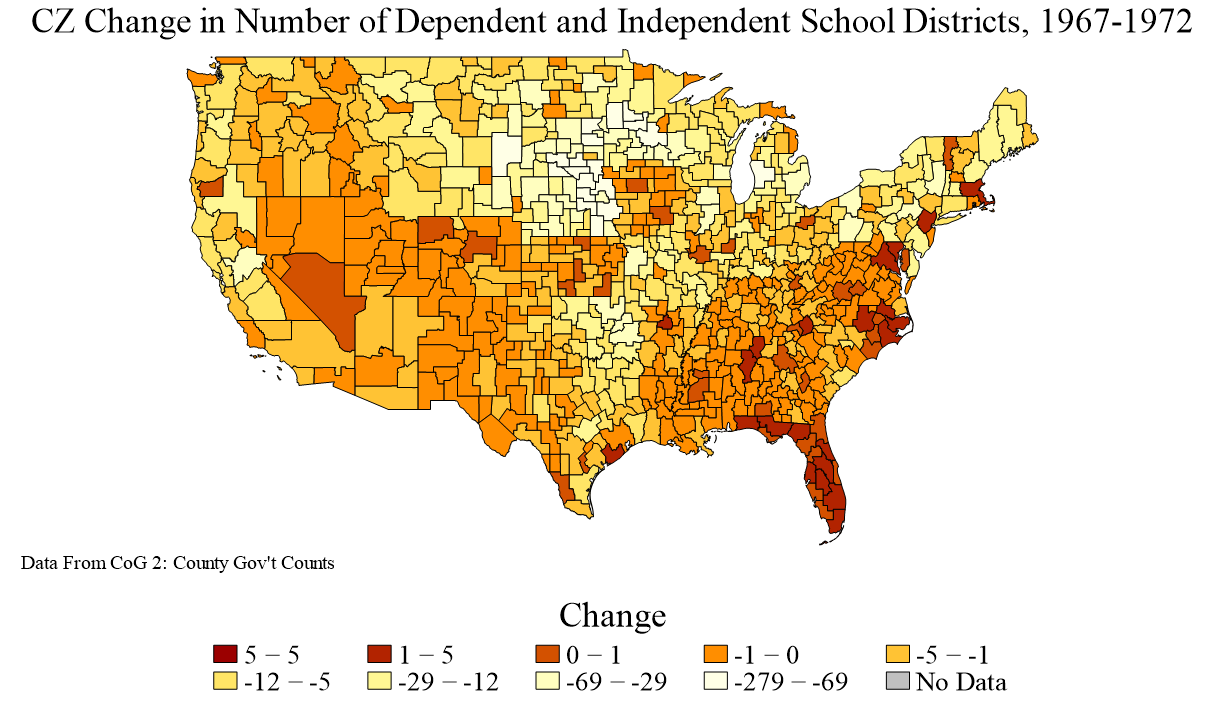 CZ Change in Number of Dependent and Independent School Districts, 1967-1972
Data From CoG 2: County Gov't Counts
Change
5 – 5 1 – 5 0 – 1 -1 – 0 -5 – -1
-12 – -5 -29 – -12 -69 – -29 -279 – -69 No Data